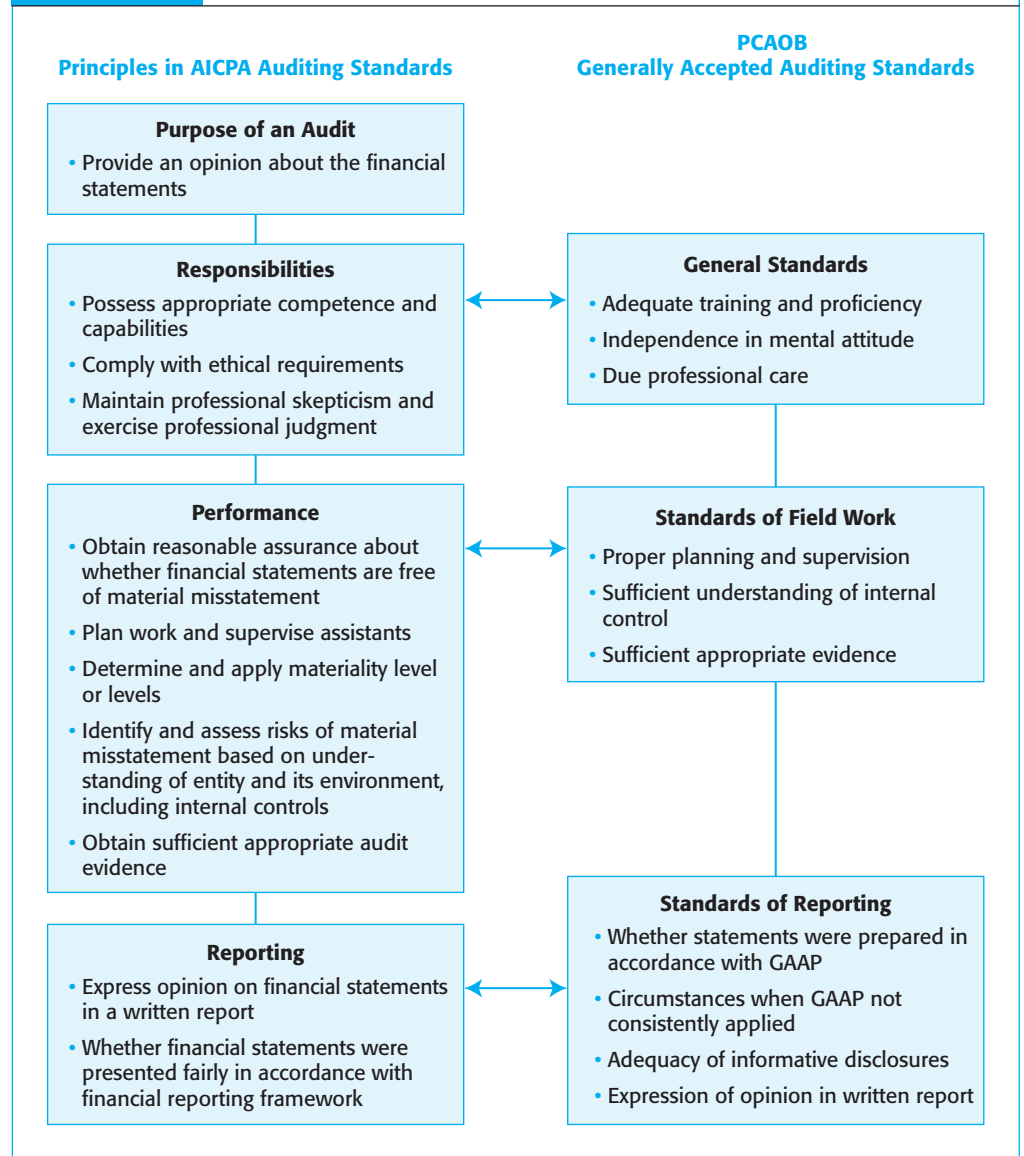 Principles in AICPA Auditing Standards
Purpose of an Audit
• Provide an opinion about the financial
statements
Responsibilities
• Possess appropriate competence and
capabilities
• Comply with ethical requirements
• Maintain professional skepticism and
exercise professional judgment
Performance
• Obtain reasonable assurance about
whether financial statements are free
of material misstatement
• Plan work and supervise assistants
• Determine and apply materiality level
or levels
• Identify and assess risks of material
misstatement based on under-
standing of entity and its environment,
including internal controls
• Obtain sufficient appropriate audit
evidence
Reporting
• Express opinion on financial statements
in a written report
• Whether financial statements were
presented fairly in accordance with
financial reporting framework
PCAOB
Generally Accepted Auditing Standards
General Standards
• Adequate training and proficiency
• Independence in mental attitude
• Due professional care
Standards of Field Work
• Proper planning and supervision
• Sufficient understanding of internal
control
• Sufficient appropriate evidence
Standards of Reporting
• Whether statements were prepared in
accordance with GAAP
• Circumstances when GAAP not
consistently applied
• Adequacy of informative disclosures
• Expression of opinion in written report